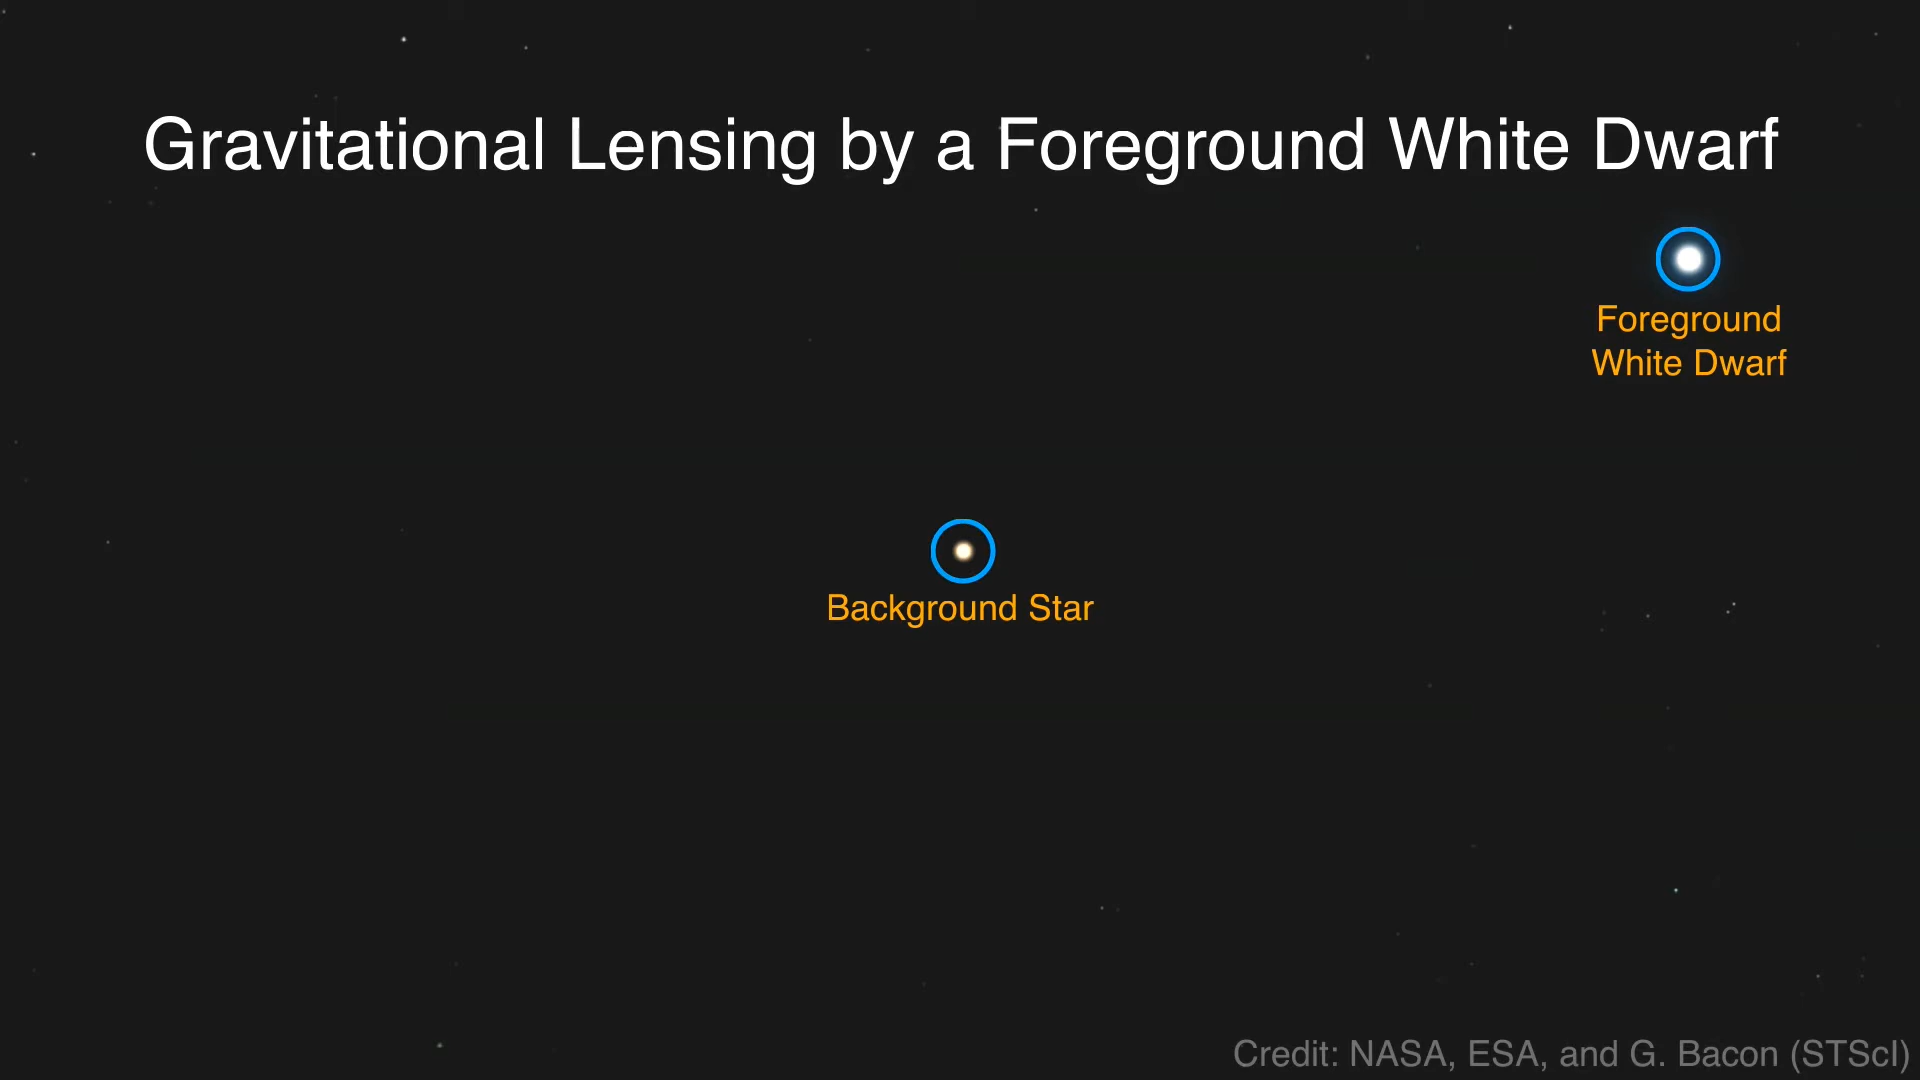 Gravitational Lensing by a Foreground White Dwarf
Foreground
White Dwarf
Background Star
Credit: NASA, ESA, and G. Bacon (STScI)